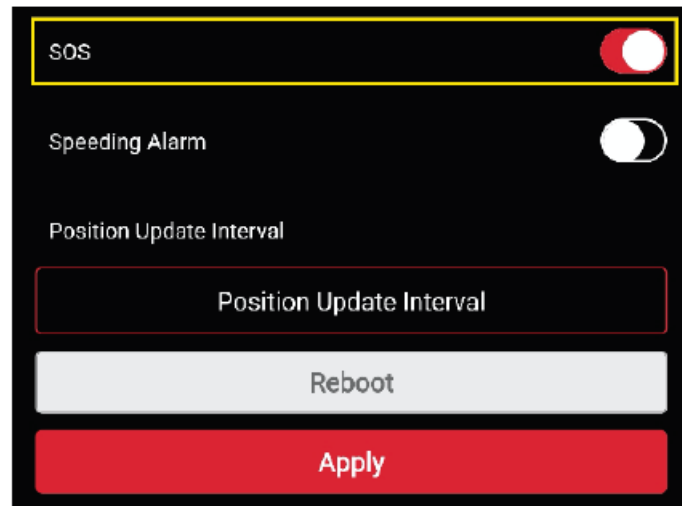 SOS
Speeding Alarm
Position Update Interval
Position Update Interval
Reboot
Apply